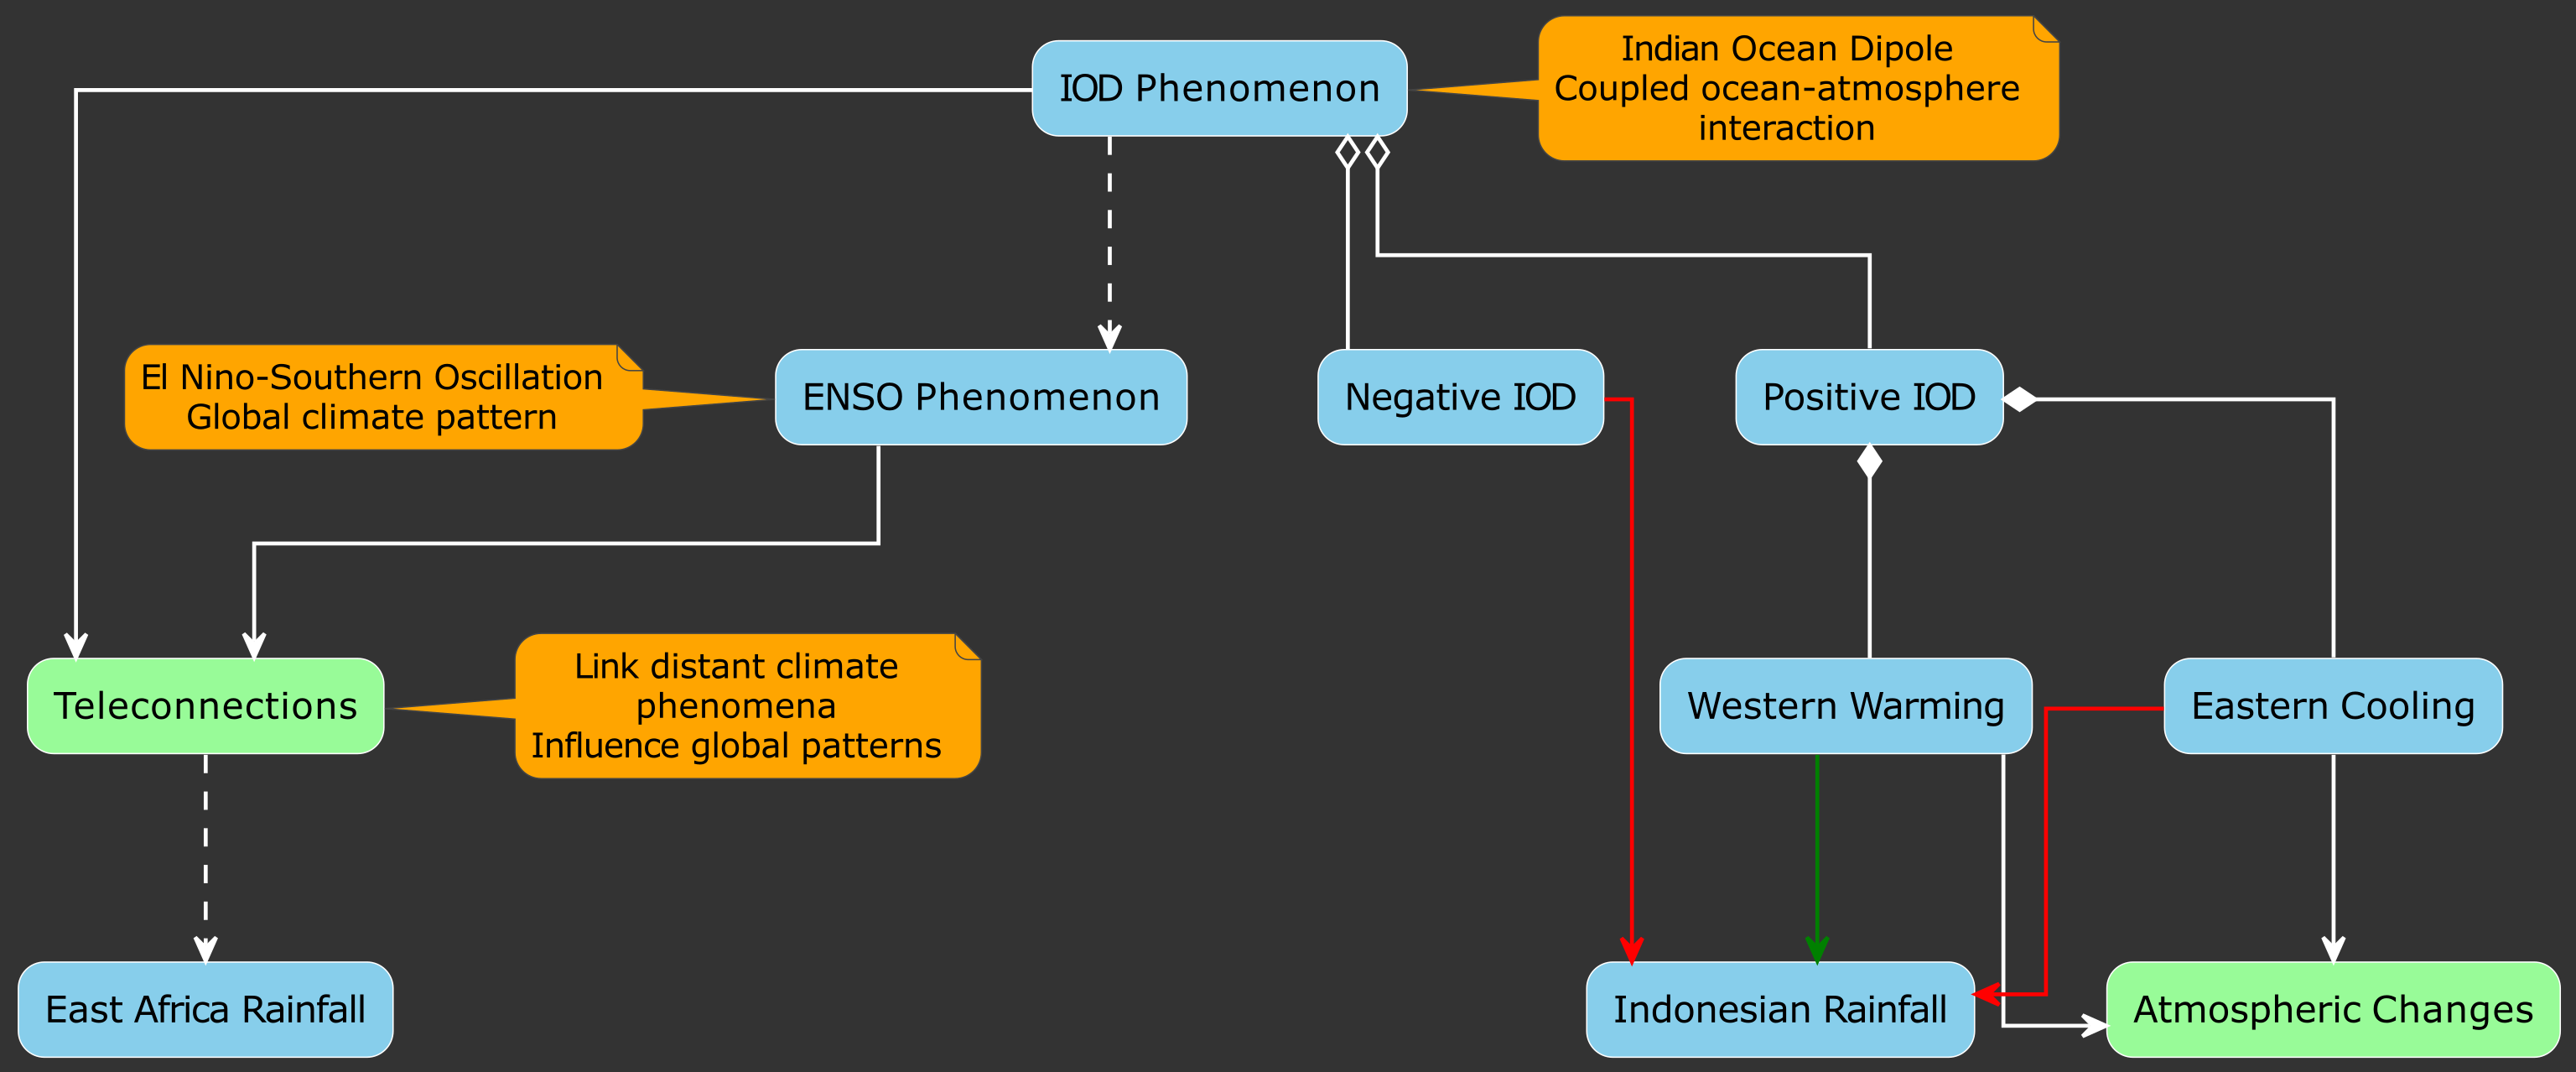 IOD Phenomenon
Indian Ocean Dipole
Coupled ocean-atmosphere
interaction
El Nino-Southern Oscillation
Global climate pattern
ENSO Phenomenon
Negative IOD
Positive IOD
Teleconnections
Link distant climate
phenomena
Influence global patterns
Western Warming
Eastern Cooling
East Africa Rainfall
Indonesian Rainfall
Atmospheric Changes